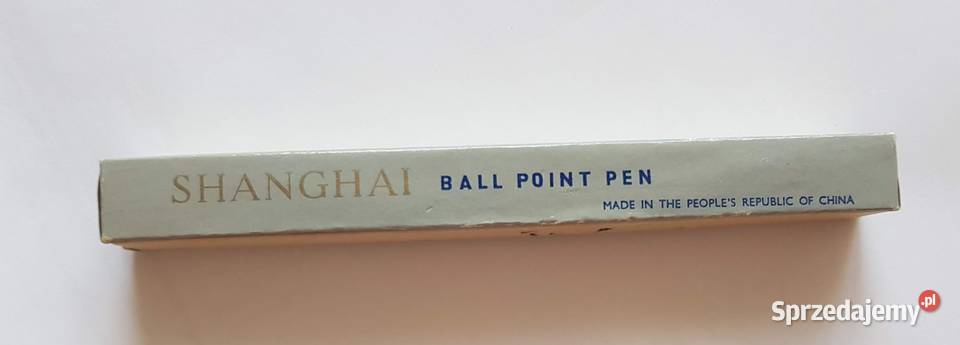 SHANGHAI BALL POINT PEN
MADE IN THE PEOPLE'S REPUBLIC OF CHINA
Sprzedajemy.pl